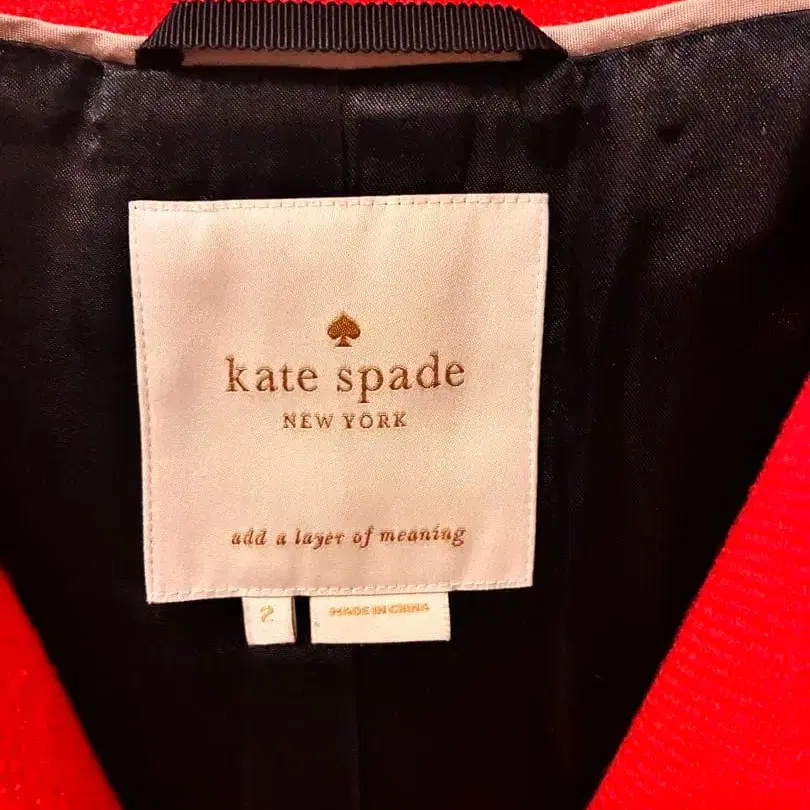 kate spade
NEW YORK
add a layer of meaning
2
MADE IN CHINA